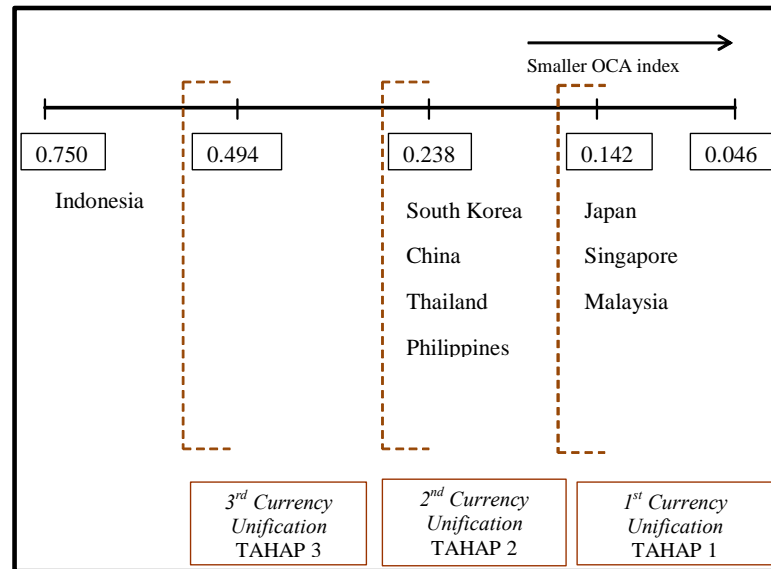 Smaller OCA index
0.750
0.494
0.238
0.142
0.046
Indonesia
South Korea
Japan
China
Singapore
Thailand
Malaysia
Philippines
3rd Currency
Unification
TAHAP 3
2nd Currency
Unification
TAHAP 2
1st Currency
Unification
TAHAP 1